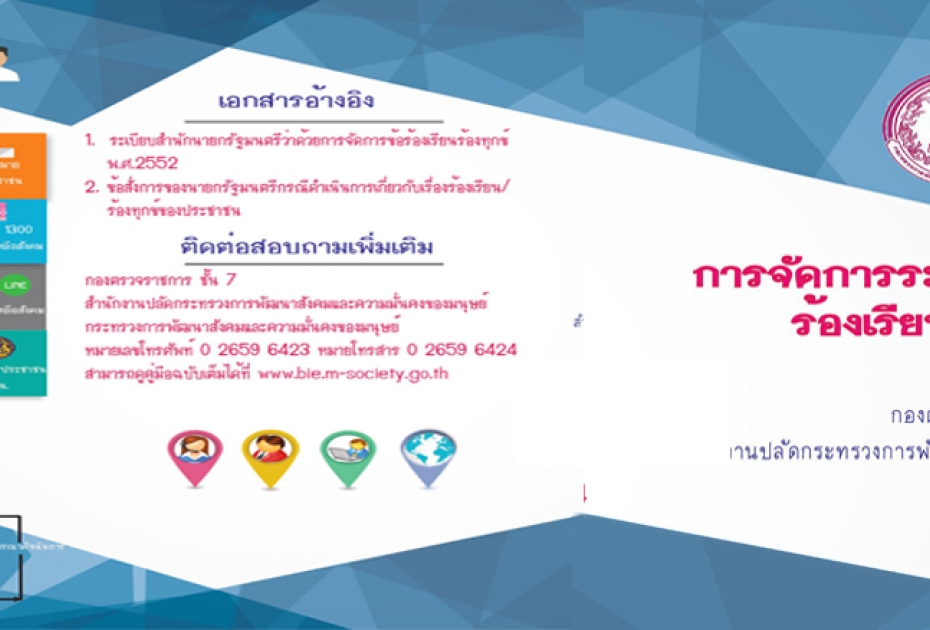 เอกสารอ้างอิง
1. ระเบียบสำนักนายกรัฐมนตรีว่าด้วยการจัดการข้อร้องเรียนร้องทุกข์
พ.ศ.2552
2. ข้อสั่งการของนายกรัฐมนตรีกรณีดำเนินการเกี่ยวกับเรื่องร้องเรียน/
ร้องทุกข์ของประชาชน
ติดต่อสอบถามเพิ่มเติม
กองตรวจราชการ ชั้น 7
สำนักงานปลัดกระทรวงการพัฒนาสังคมและความมั่นคงของมนุษย์
กระทรวงการพัฒนาสังคมและความมั่นคงของมนุษย์
หมายเลขโทรศัพท์ 0 2659 6423 หมายโทรสาร 0 2659 6424
สามารถดูคู่มือฉบับเต็มได้ที่ www.bie.m-society.go.th
1300
LINE
ประชาชน
การจัดการระ
ร้องเรีย
กอง
งานปลัดกระทรวงการพั